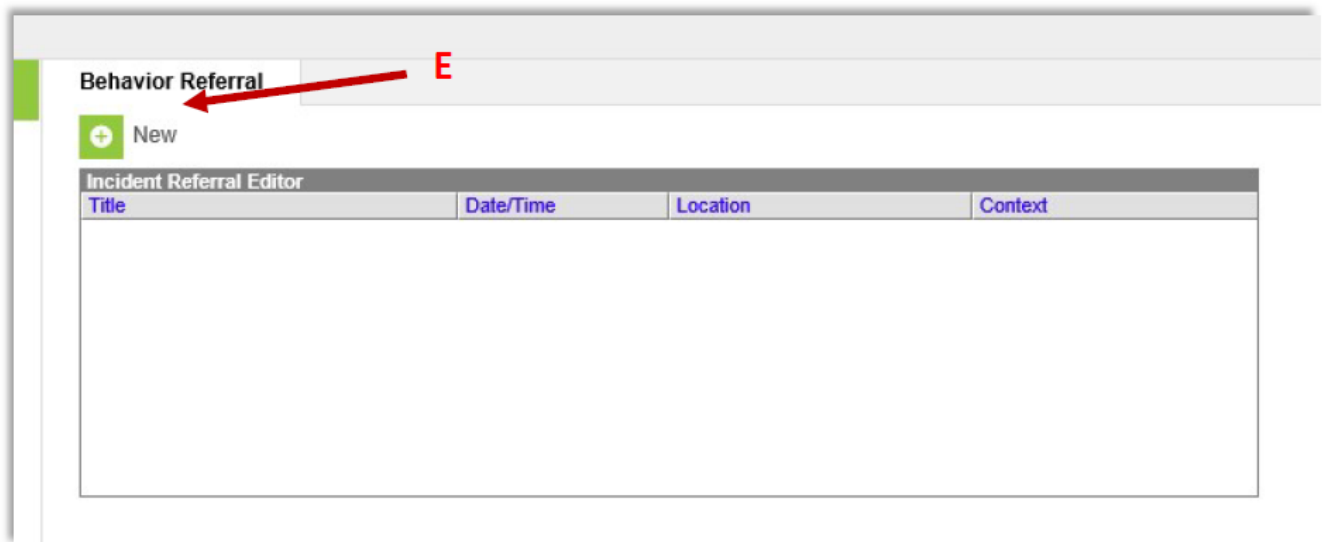 E
Behavior Referral
New
Incident Referral Editor
Title Date/Time Location Context